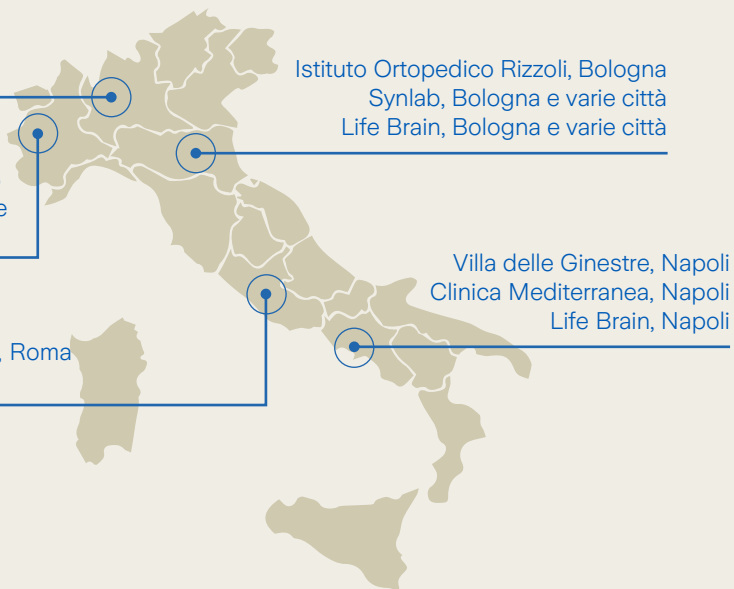 Istituto Ortopedico Rizzoli, Bologna
Synlab, Bologna e varie città
Life Brain, Bologna e varie città
e
Villa delle Ginestre, Napoli
Clinica Mediterranea, Napoli
Life Brain, Napoli
, Roma